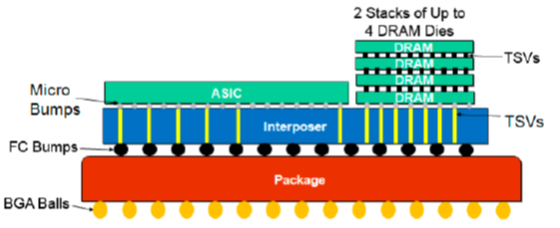 2 Stacks of Up to
4 DRAM Dies
DRAM
TSVs
DRAM
DRAM
DRAM
ASIC
Micro
Bumps
Interposer
TSVs
FC Bumps
Package
BGA Balls